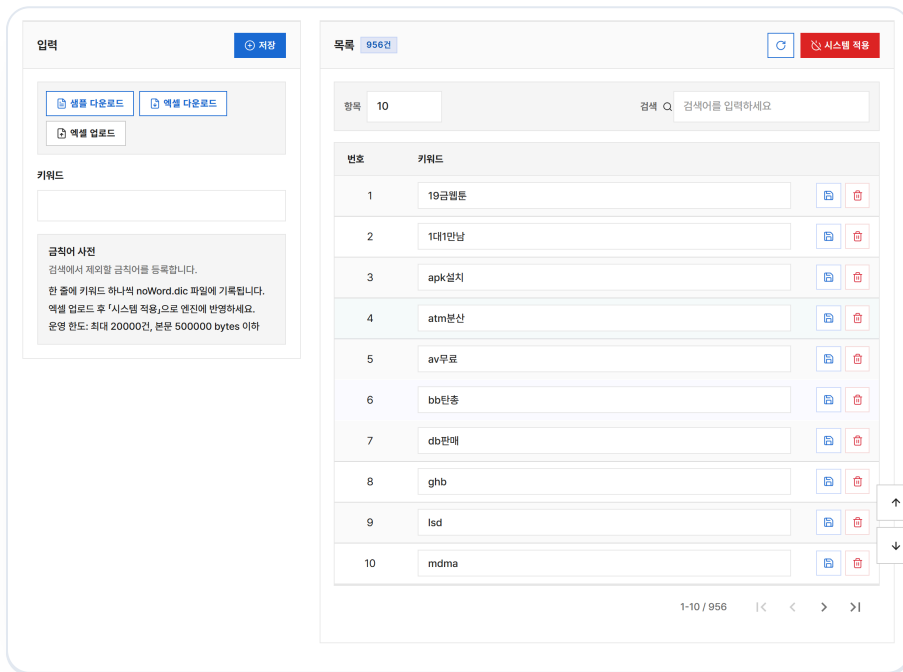 입력
저장
샘플 다운로드
엑셀 다운로드
엑셀 업로드
키워드
금칙어 사전
검색에서 제외할 금칙어를 등록합니다.
한 줄에 키워드 하나씩 noWord.dic 파일에 기록됩니다.
엑셀 업로드 후 「시스템 적용」으로 엔진에 반영하세요.
운영 한도: 최대 20000건, 본문 500000 bytes 이하
목록 956건
시스템 적용
항목 10
검색 검색어를 입력하세요
번호 키워드
1 19금웹툰
2 1대1만남
3 apk설치
4 atm분산
5 av무료
6 bb탄총
7 db판매
8 ghb
9 lsd
10 mdma
1-10 / 956